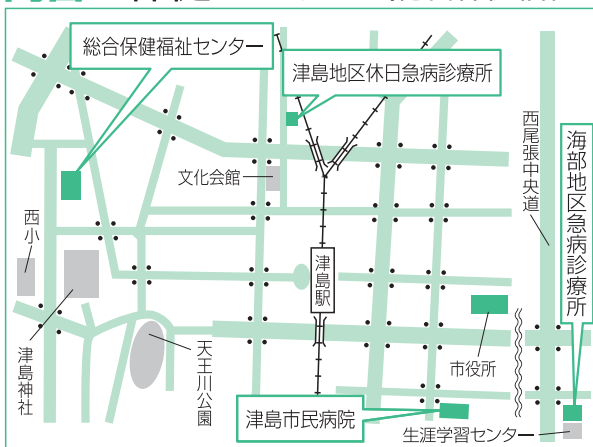 総合保健福祉センター
津島地区休日急病診療所
西尾張中央道
海部地区急病診療所
文化会館
西小
津島駅
市役所
津島神社
天王川公園
津島市民病院
生涯学習センター